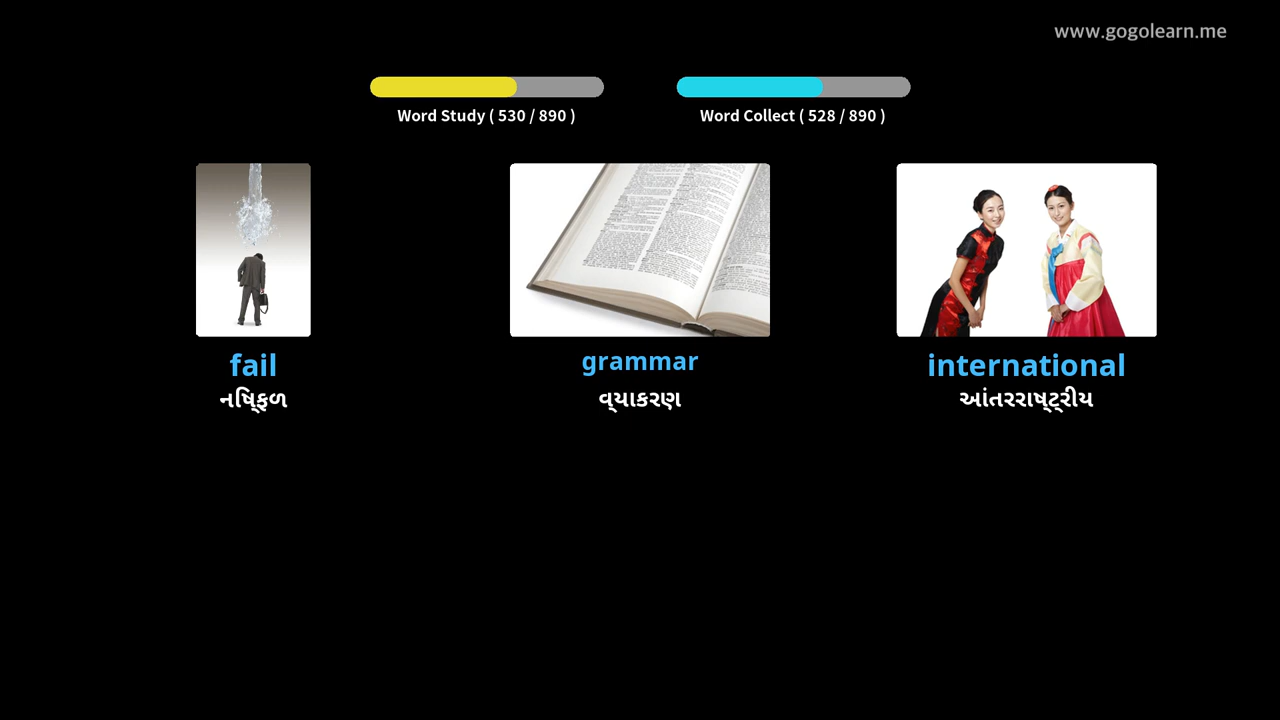 www.gogolearn.me
Word Study ( 530 / 890 )
Word Collect ( 528 / 890 )
fail
નિષ્ફળ
grammar
વ્યાકરણ
international
આંતરરાષ્ટ્રીય